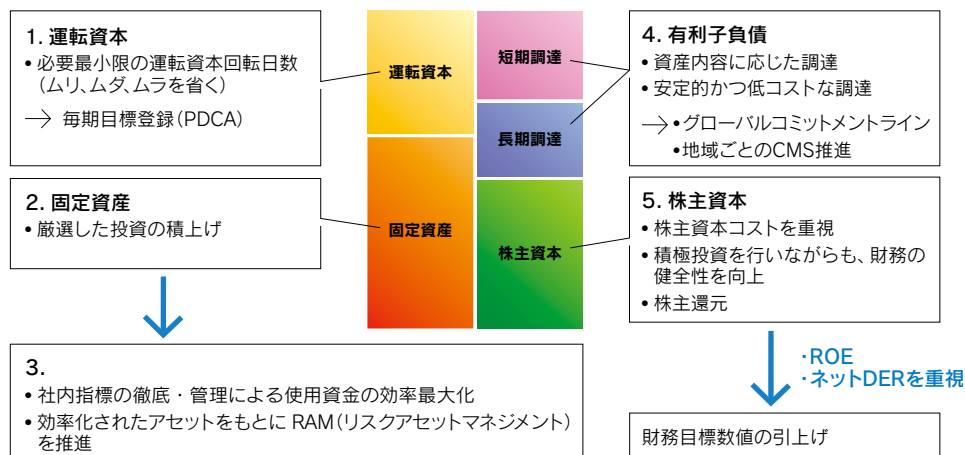 1. 運転資本
• 必要最小限の運転資本回転日数
（ムリ、ムダ、ムラを省く）
→ 毎期目標登録（PDCA）
2. 固定資産
• 厳選した投資の積上げ
運転資本
固定資産
短期調達
長期調達
株主資本
4. 有利子負債
• 資産内容に応じた調達
• 安定的かつ低コストな調達
→ •グローバルコミットメントライン
•地域ごとのCMS推進
5. 株主資本
• 株主資本コストを重視
• 積極投資を行いながらも、財務の
健全性を向上
• 株主還元
3.
• 社内指標の徹底・管理による使用資金の効率最大化
• 効率化されたアセットをもとに RAM（リスクアセットマネジメント）
を推進
・ROE
・ネットDERを重視
財務目標数値の引上げ